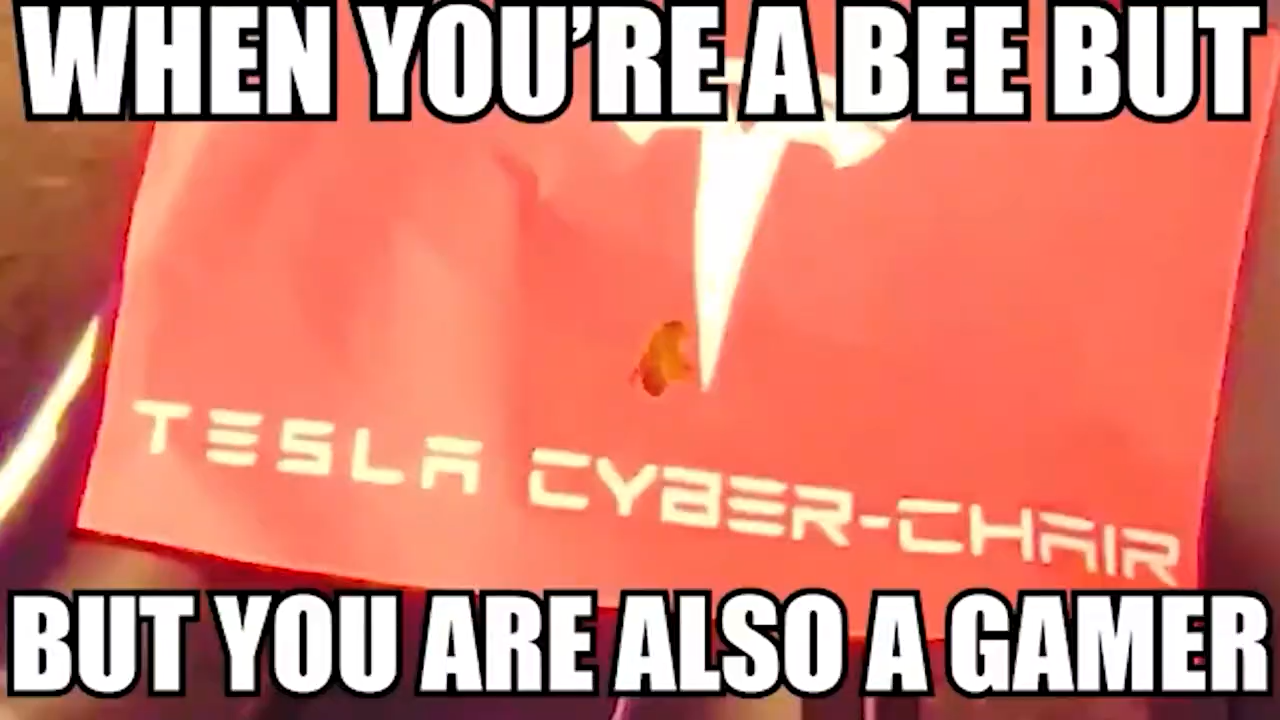 WHEN YOU'RE A BEE BUT
TESLA CYBER-CHAIR
BUT YOU ARE ALSO A GAMER